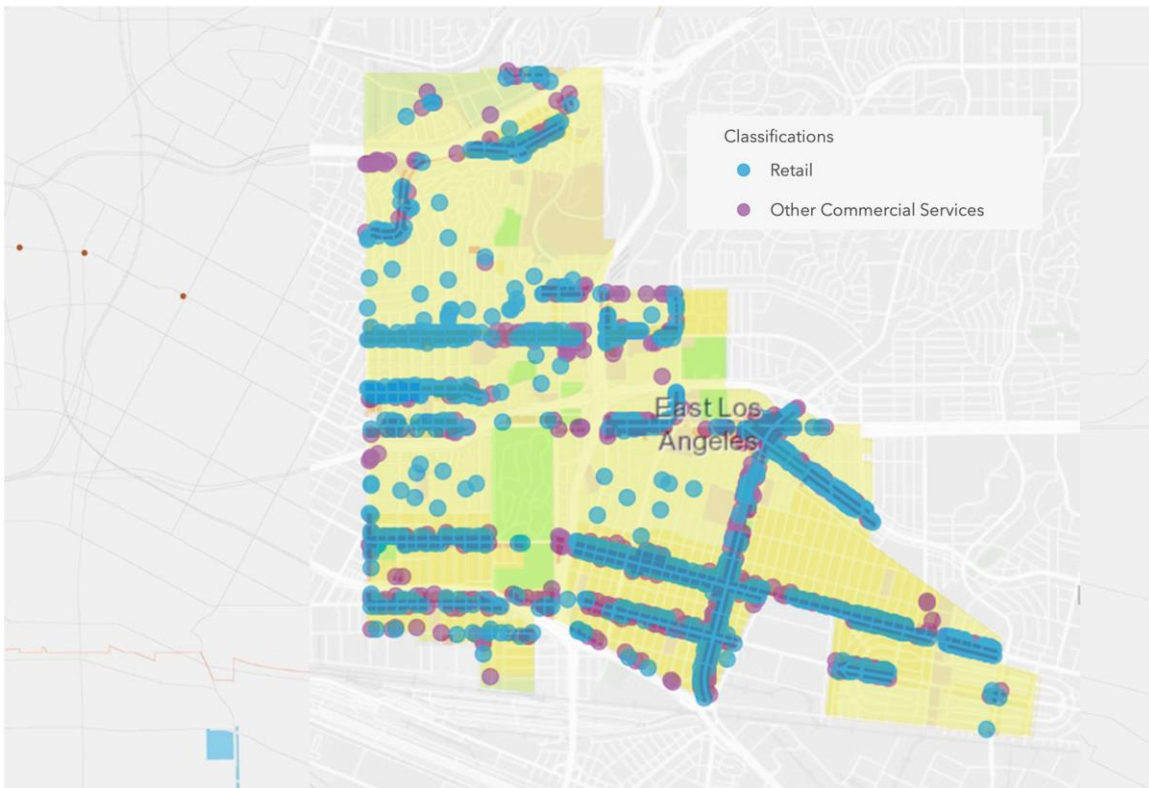 Classifications
Retail
Other Commercial Services
East Los
Angeles